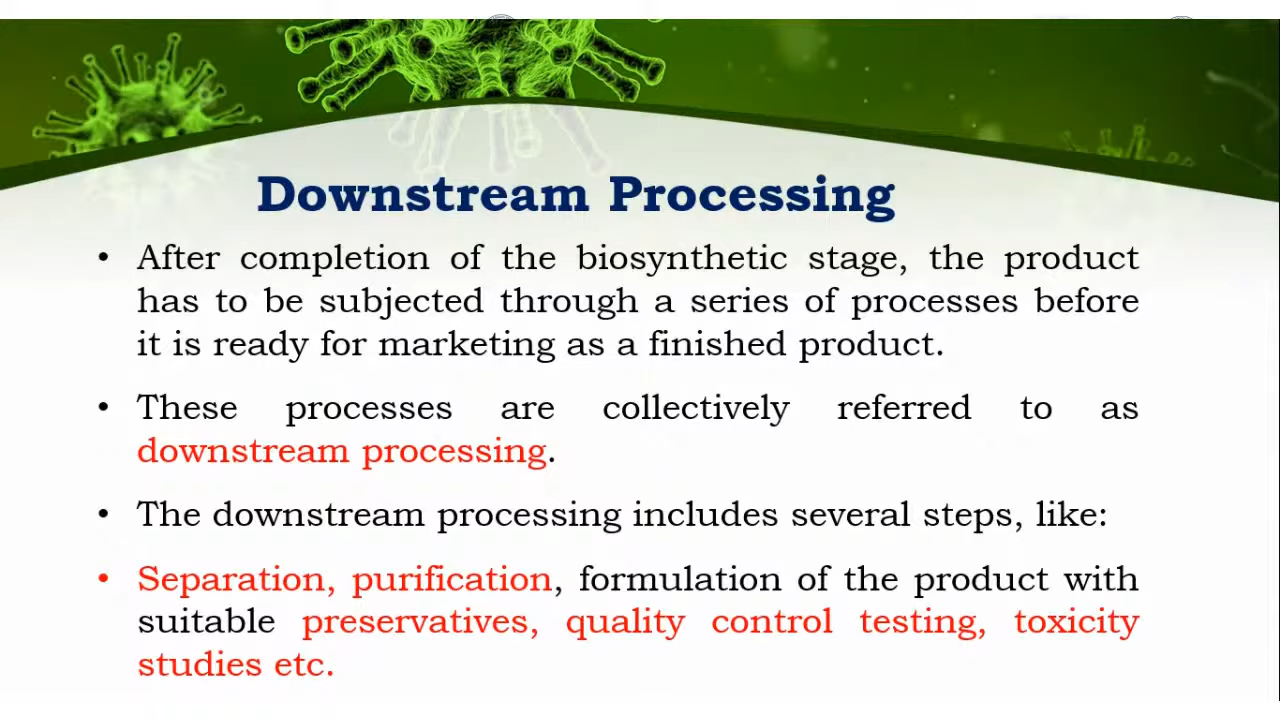 Downstream Processing
• After completion of the biosynthetic stage, the product
has to be subjected through a series of processes before
it is ready for marketing as a finished product.
• These processes are collectively referred to as
downstream processing.
• The downstream processing includes several steps, like:
• Separation, purification, formulation of the product with
suitable preservatives, quality control testing, toxicity
studies etc.